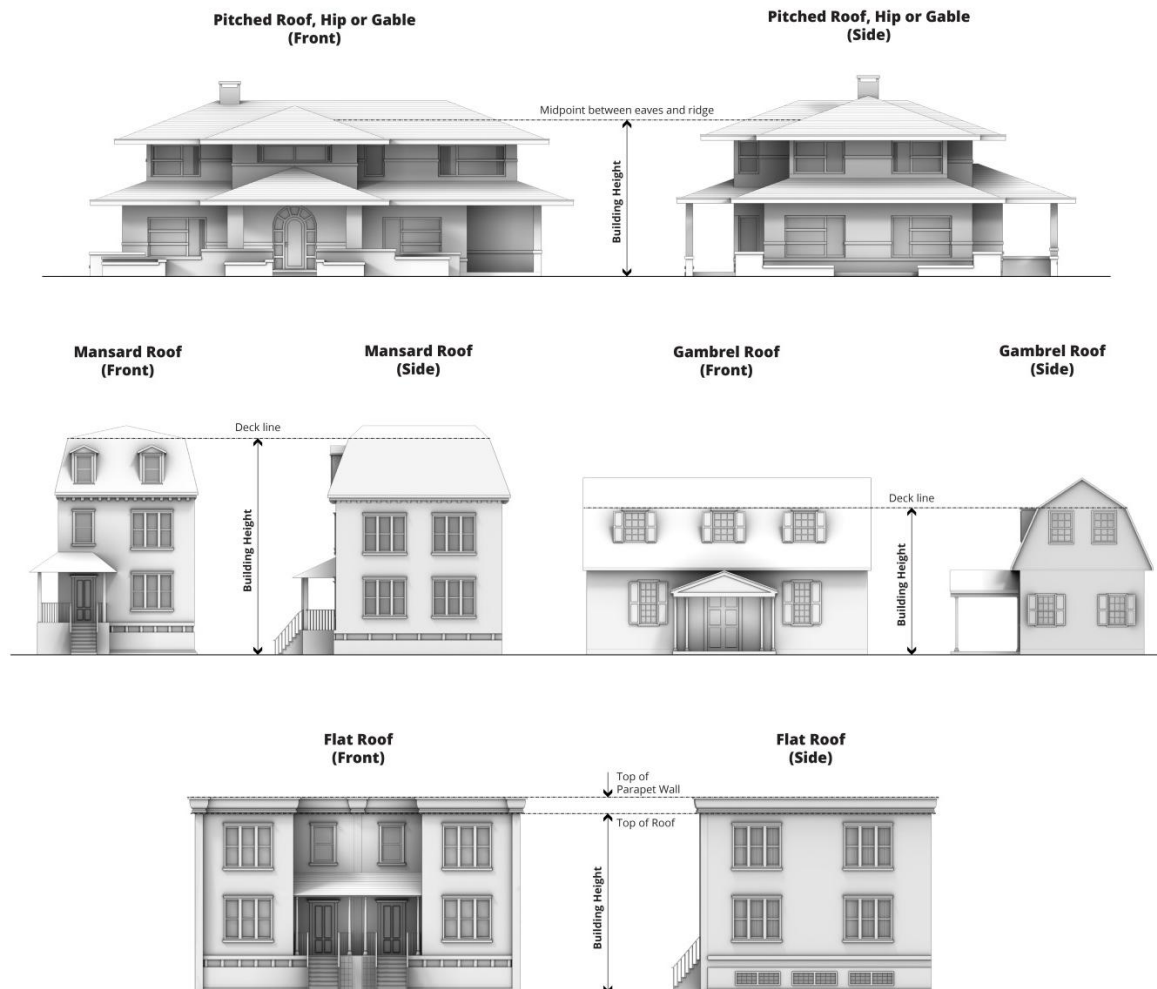 Pitched Roof, Hip or Gable
(Front)
Pitched Roof, Hip or Gable
(Side)
Midpoint between eaves and ridge
Building Height
Mansard Roof
(Front)
Mansard Roof
(Side)
Gambrel Roof
(Front)
Gambrel Roof
(Side)
Deck line
Building Height
Deck line
Building Height
Flat Roof
(Front)
Flat Roof
(Side)
Top of
Parapet Wall
Top of Roof
Building Height